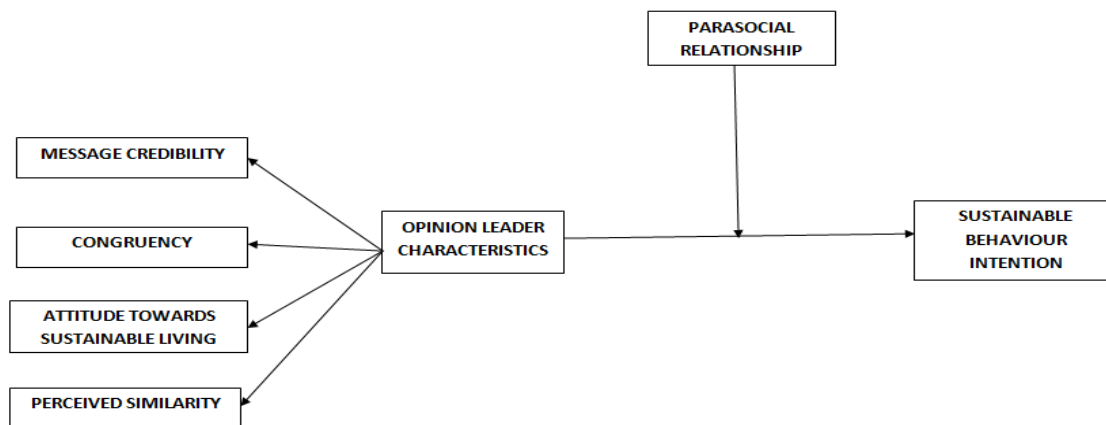 PARASOCIAL
RELATIONSHIP
MESSAGE CREDIBILITY
CONGRUENCY
ATTITUDE TOWARDS
SUSTAINABLE LIVING
PERCEIVED SIMILARITY
OPINION LEADER
CHARACTERISTICS
SUSTAINABLE
BEHAVIOUR
INTENTION